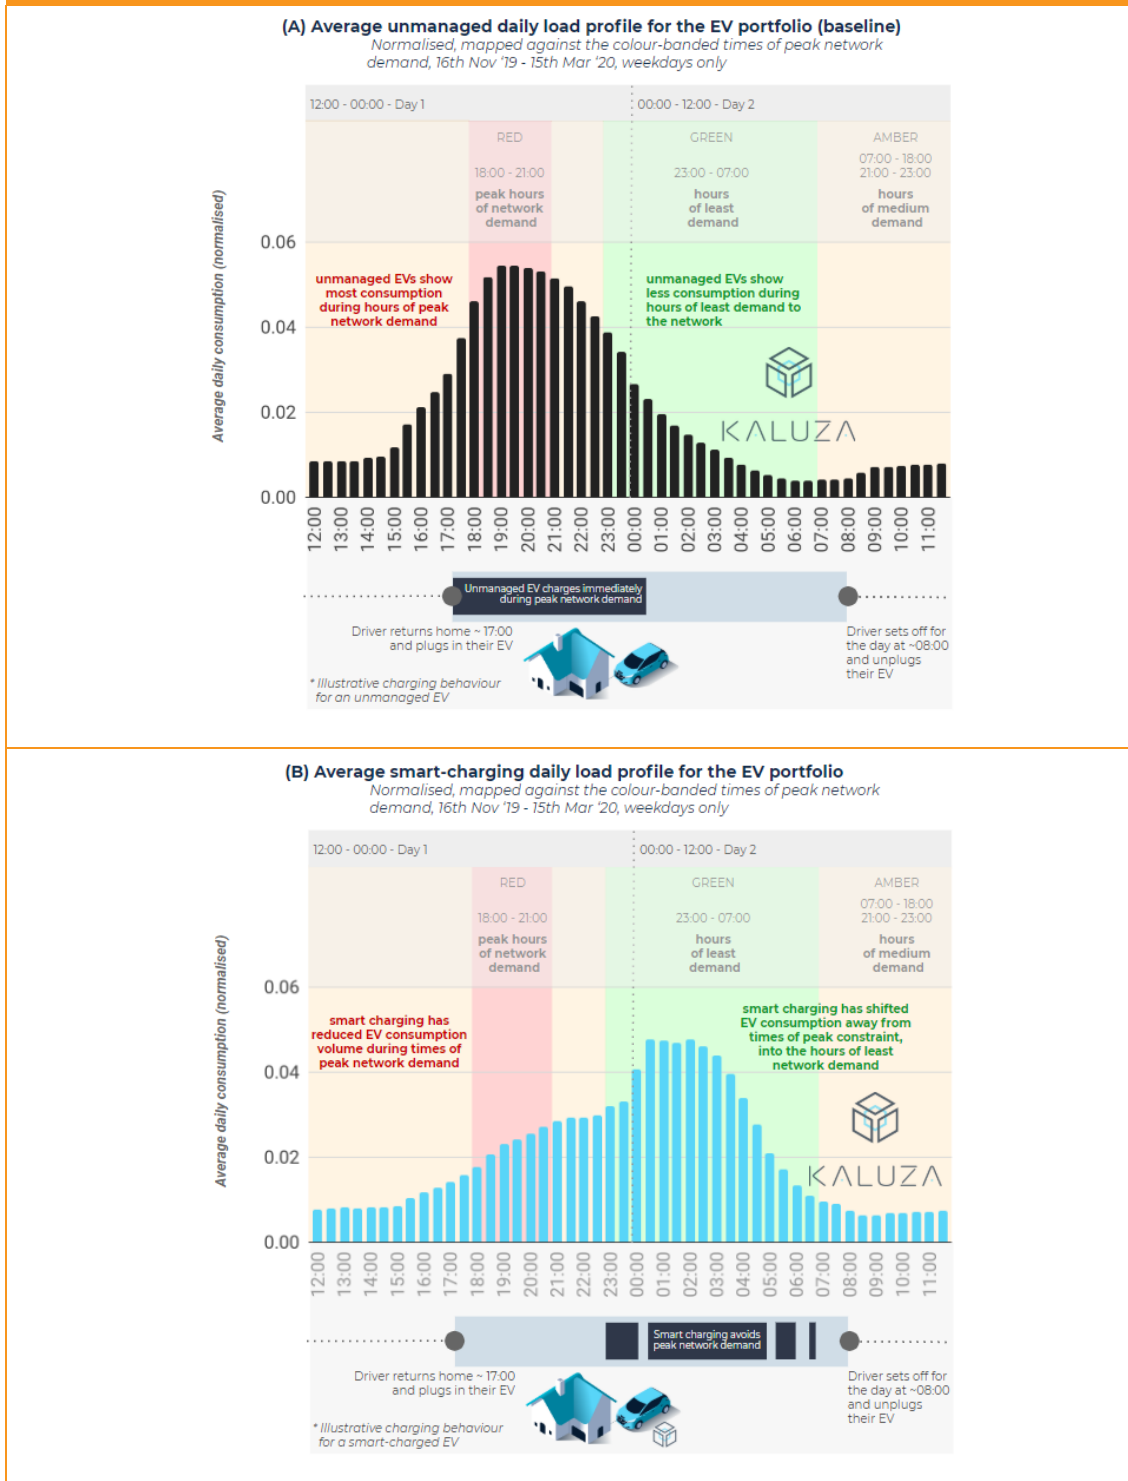 (A) Average unmanaged daily load profile for the EV portfolio (baseline)
Normalised, mapped against the colour-banded times of peak network
demand, 16th Nov '19 - 15th Mar '20, weekdays only
12:00 - 00:00 - Day 1
00:00 - 12:00 - Day 2
RED
18:00 - 21:00
peak hours
of network
demand
GREEN
23:00 - 07:00
hours
of least
demand
AMBER
07:00 - 18:00
21:00 - 23:00
hours
of medium
demand
Average daily consumption (normalised)
0.06
0.04
0.02
0.00
unmanaged EVs show
most consumption
during hours of peak
network demand
unmanaged EVs show
less consumption during
hours of least demand to
the network
KALUZA
12:00 13:00 14:00 15:00 16:00 17:00 18:00 19:00 20:00 21:00 22:00 23:00 00:00 01:00 02:00 03:00 04:00 05:00 06:00 07:00 08:00 09:00 10:00 11:00
Unmanaged EV charges immediately
during peak network demand
Driver returns home ~ 17:00
and plugs in their EV
Driver sets off for
the day at ~08:00
and unplugs
their EV
* Illustrative charging behaviour
for an unmanaged EV
(B) Average smart-charging daily load profile for the EV portfolio
Normalised, mapped against the colour-banded times of peak network
demand, 16th Nov '19 - 15th Mar '20, weekdays only
12:00 - 00:00 - Day 1
00:00 - 12:00 - Day 2
RED
18:00 - 21:00
peak hours
of network
demand
GREEN
23:00 - 07:00
hours
of least
demand
AMBER
07:00 - 18:00
21:00 - 23:00
hours
of medium
demand
Average daily consumption (normalised)
0.06
0.04
0.02
0.00
smart charging has
reduced EV consumption
volume during times of
peak network demand
smart charging has shifted
EV consumption away from
times of peak constraint,
into the hours of least
network demand
KALUZA
12:00 13:00 14:00 15:00 16:00 17:00 18:00 19:00 20:00 21:00 22:00 23:00 00:00 01:00 02:00 03:00 04:00 05:00 06:00 07:00 08:00 09:00 10:00 11:00
Smart charging avoids
peak network demand
Driver returns home ~ 17:00
and plugs in their EV
Driver sets off for
the day at ~08:00
and unplugs
their EV
* Illustrative charging behaviour
for a smart-charged EV